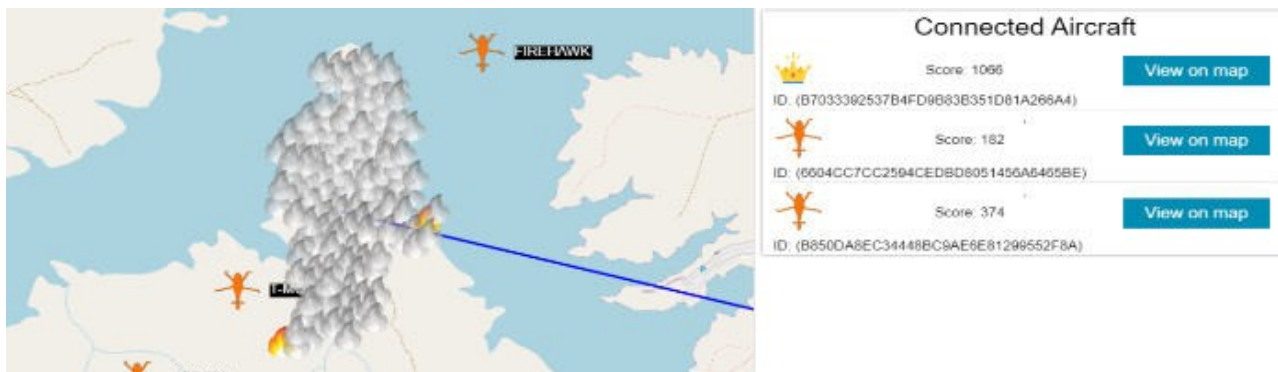 FIREHAWK
Connected Aircraft
Score: 1066
View on map
ID: (B7033392537B4FD9B83B351D81A266A4)
Score: 182
View on map
ID: (6604CC7CC2594CEDBD8051456A6465BE)
Score: 374
View on map
ID: (B850DA8EC34448BC9AE6E81299552F8A)